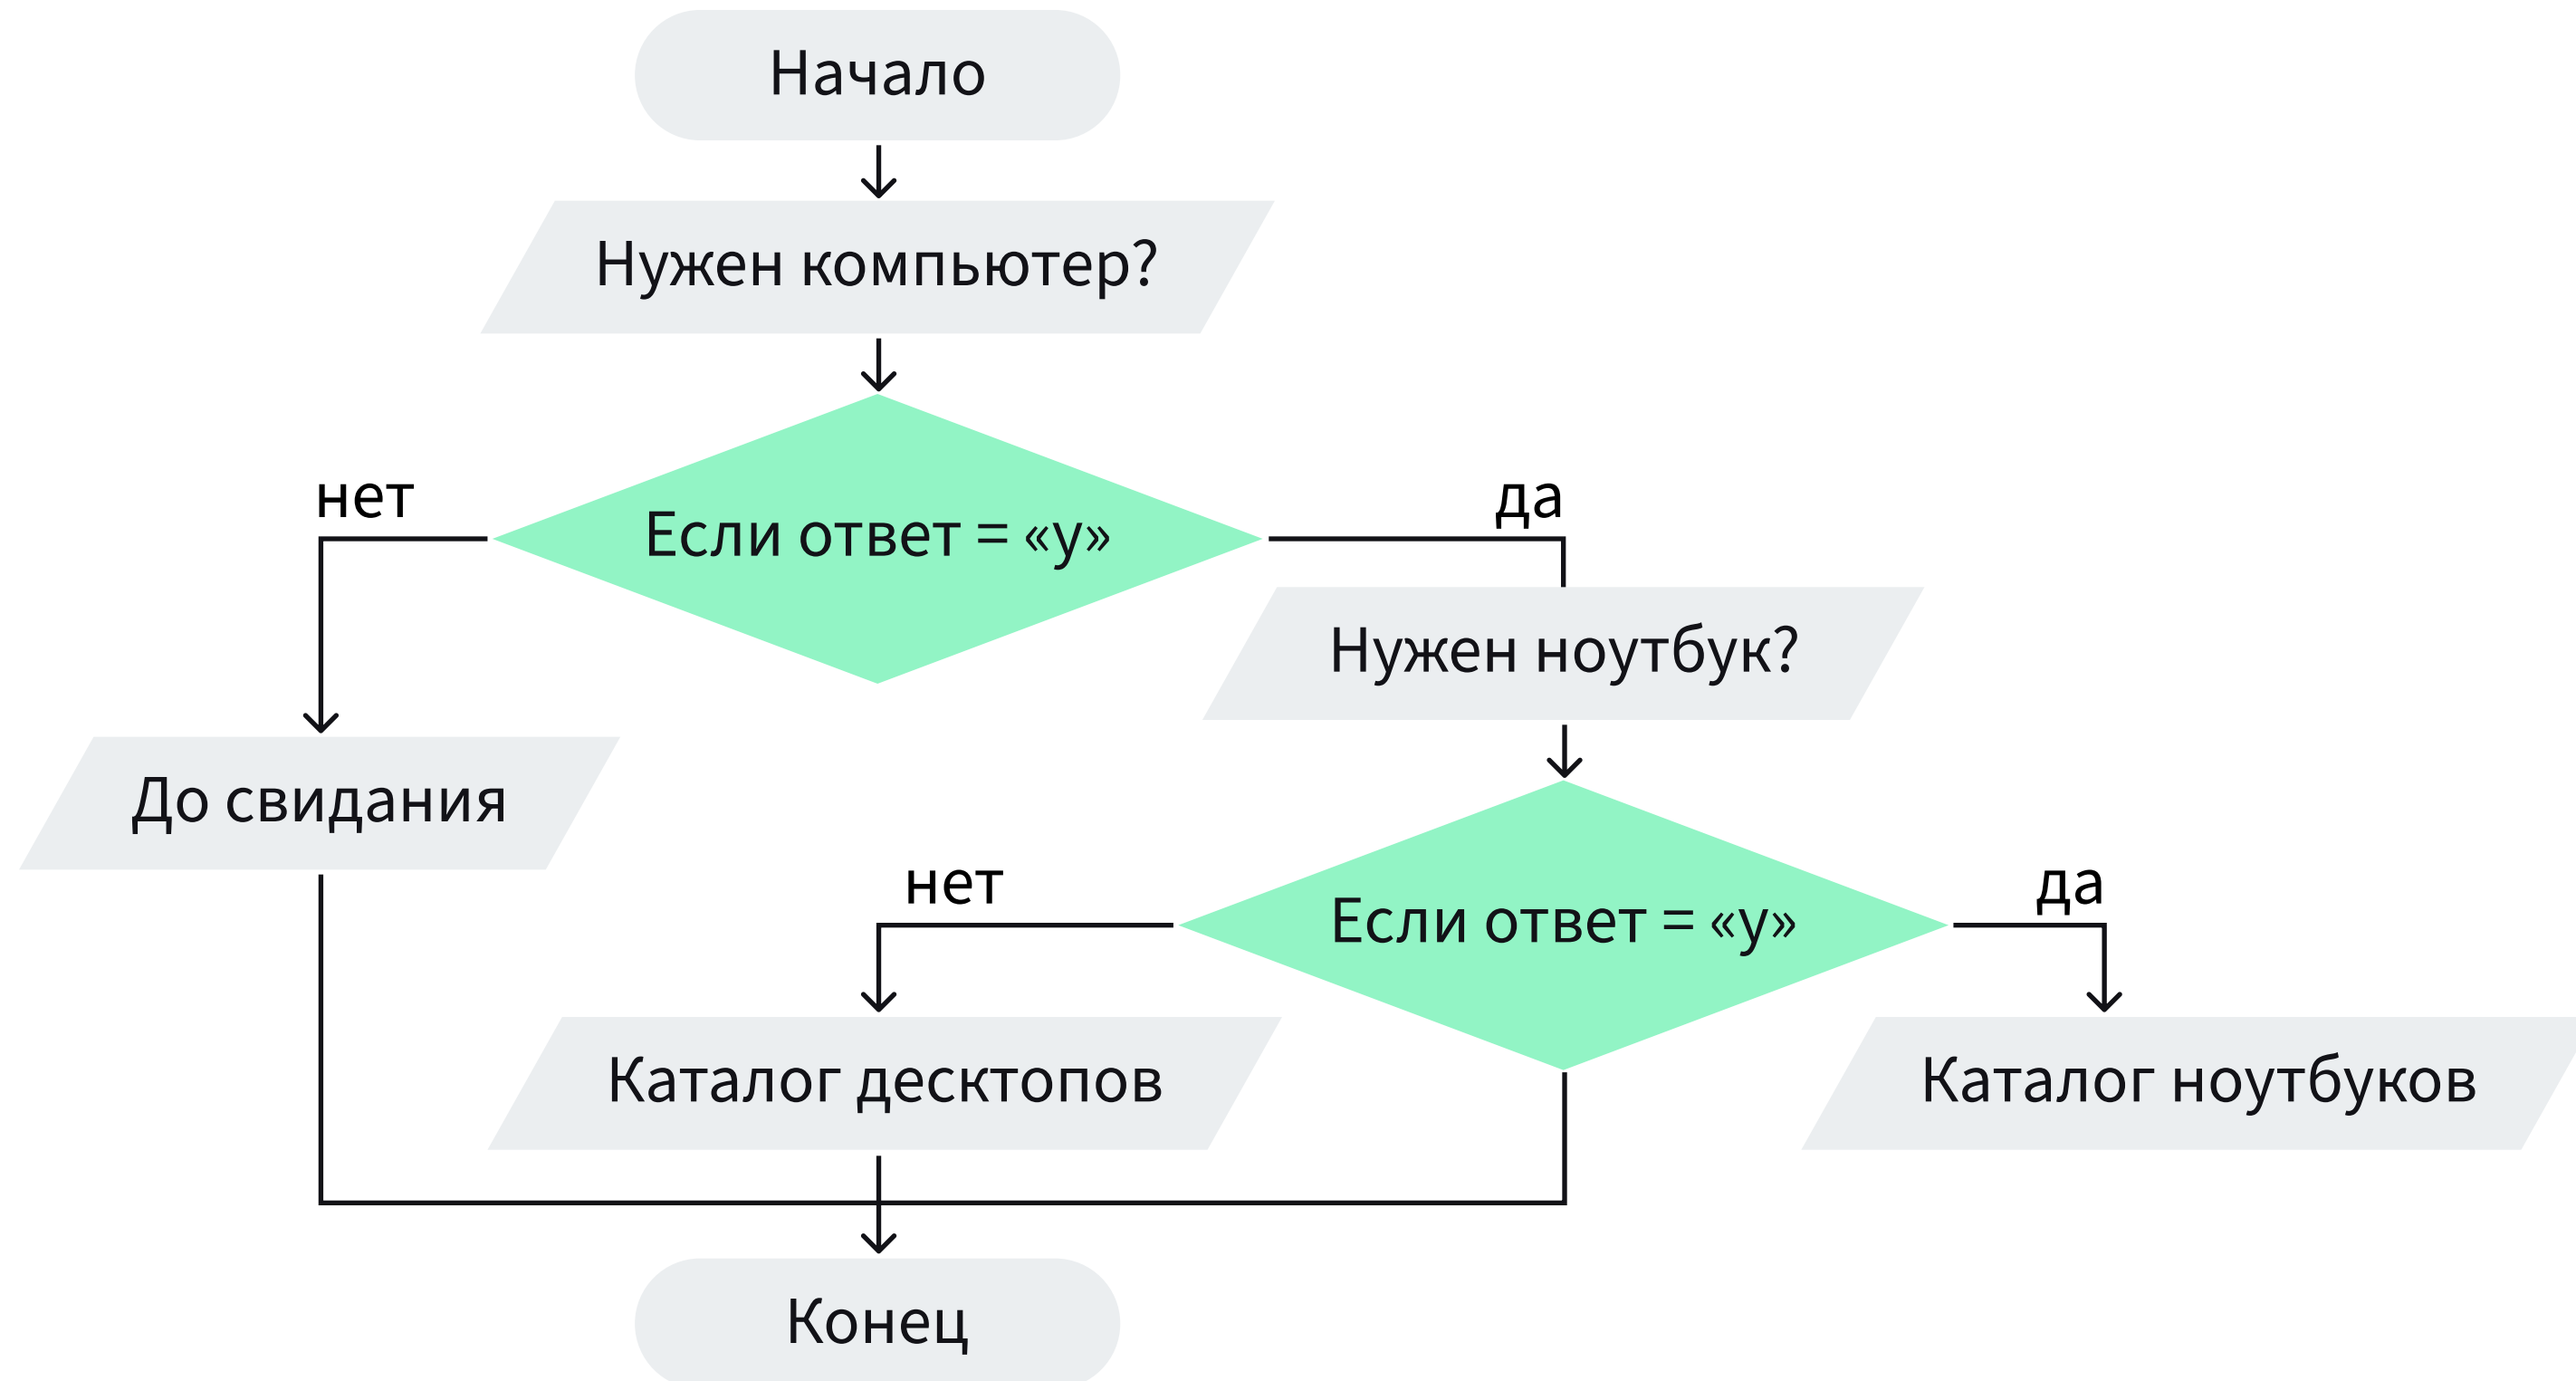 Начало
Нужен компьютер?
нет
да
Если ответ = «y»
Нужен ноутбук?
До свидания
нет
да
Если ответ = «y»
Каталог десктопов
Каталог ноутбуков
Конец